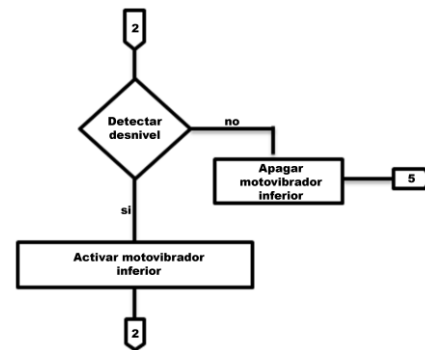 2
Detectar
desnivel
no
Apagar
motovibrador
inferior
5
si
Activar motovibrador
inferior
2